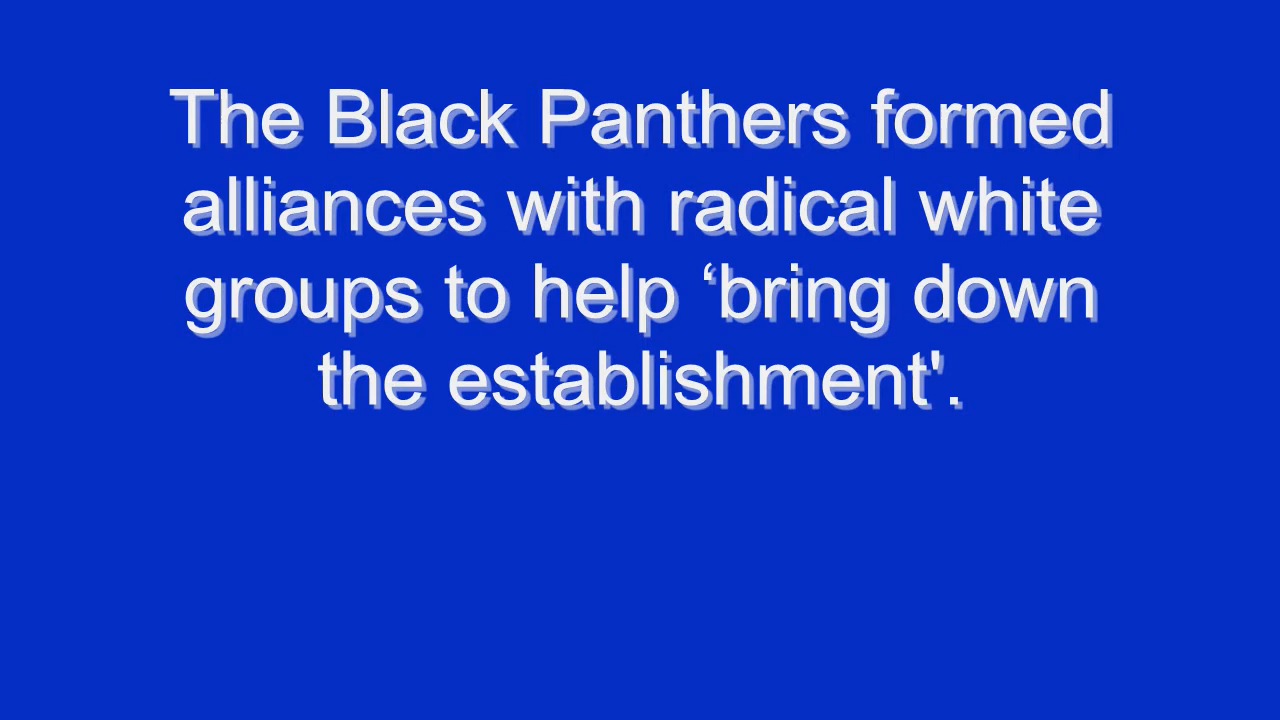 The Black Panthers formed
alliances with radical white
groups to help ‘bring down
the establishment'.